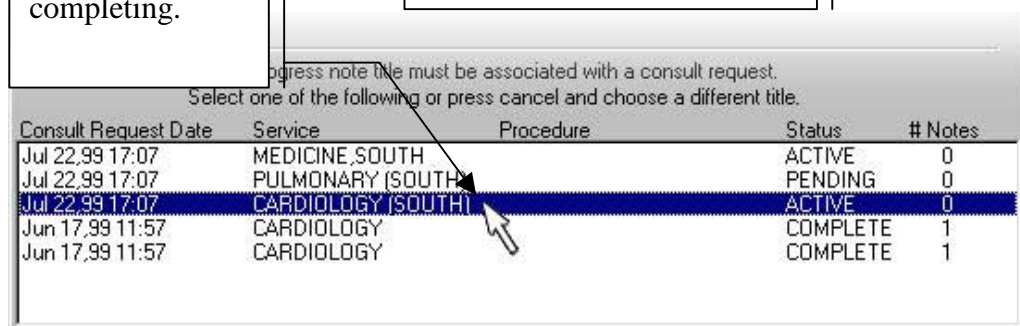 completing.
ogress note title must be associated with a consult request.
Select one of the following or press cancel and choose a different title.
Consult Request Date Service Procedure Status # Notes
Jul 22,99 17:07 MEDICINE,SOUTH ACTIVE 0
Jul 22,99 17:07 PULMONARY (SOUTH) PENDING 0
Jul 22,99 17:07 CARDIOLOGY (SOUTH) ACTIVE 0
Jun 17,99 11:57 CARDIOLOGY COMPLETE 1
Jun 17,99 11:57 CARDIOLOGY COMPLETE 1